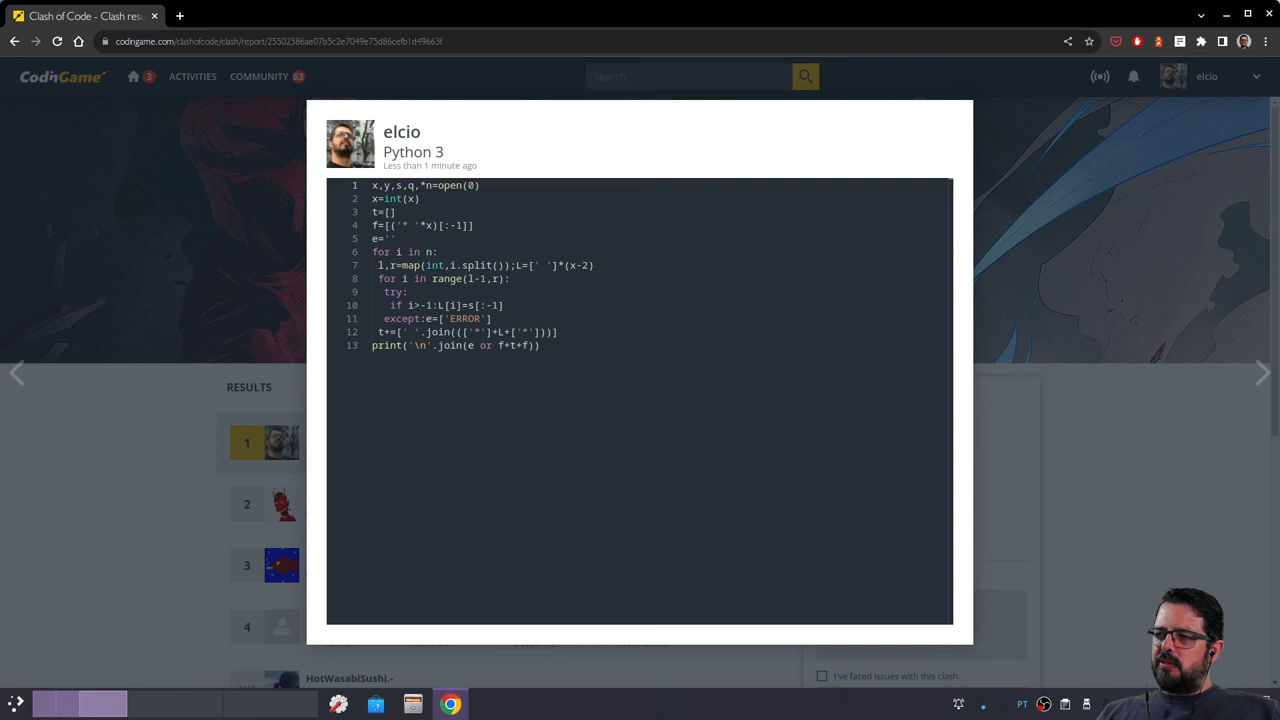 Clash of Code - Clash resu
codingame.com/clashofcode/clash/report/25502586ae07b5c2e7049e75d86cefb1d49663f
CodinGame
3
ACTIVITIES
COMMUNITY
63
Search
elcio
elcio
Python 3
Less than 1 minute ago
1 x,y,s,q,*n=open(0)
2 x=int(x)
3 t=[]
4 f=[('* '*x)[:-1]]
5 e=''
6 for i in n:
7  l,r=map(int,i.split());L=[' ']*(x-2)
8  for i in range(l-1,r):
9   try:
10    if i>-1:L[i]=s[:-1]
11   except:e=['ERROR']
12  t+=[' '.join((['*']+L+['*']))]
13 print('\n'.join(e or f+t+f))
RESULTS
1
2
3
4
HotWasabiSushi.-
I've faced issues with this clash.
PT